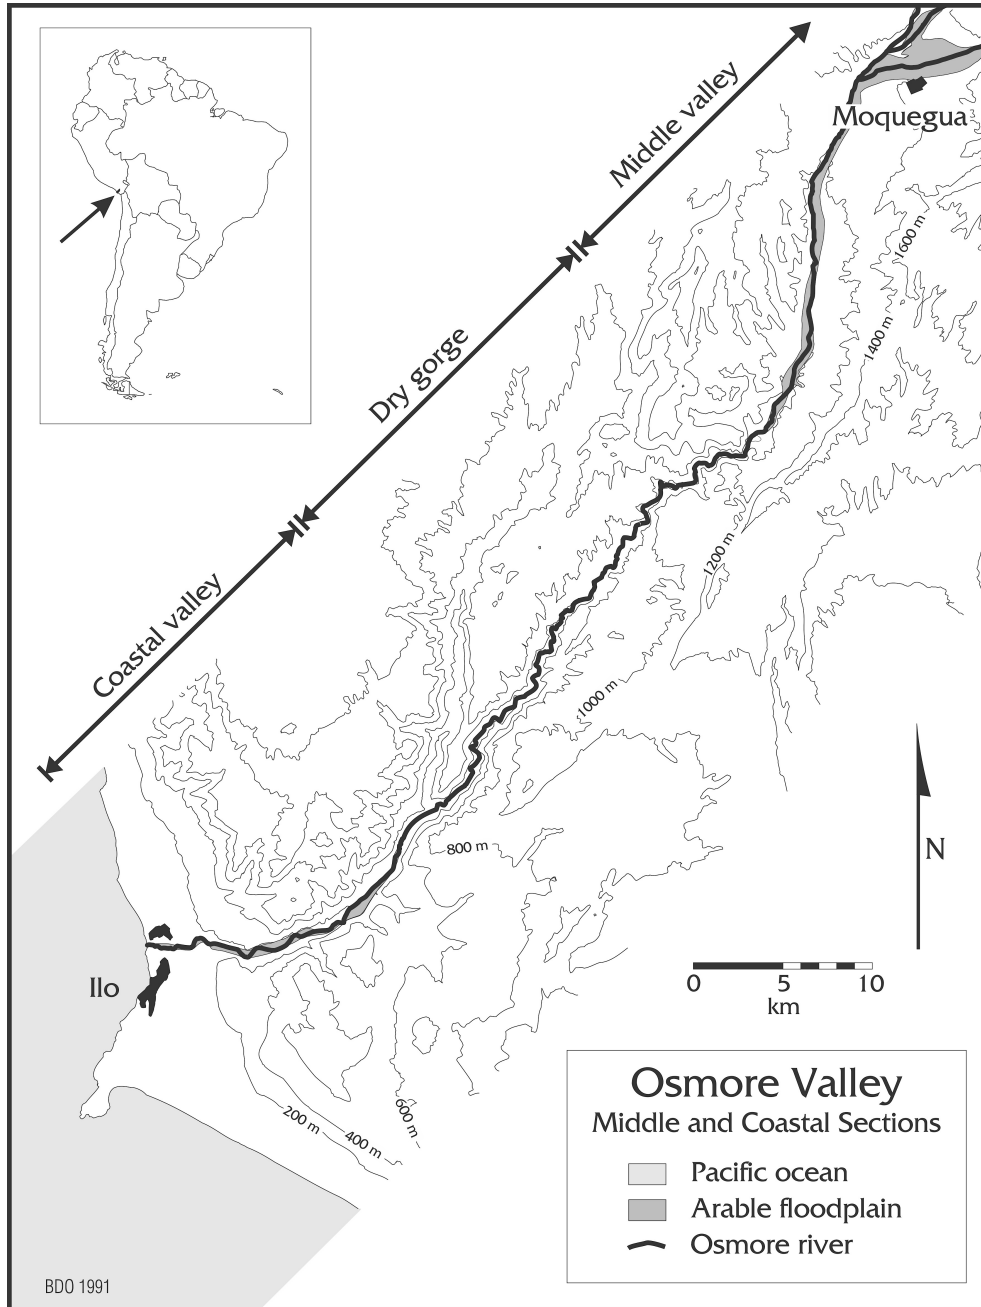 Middle valley
Moquegua
1600 m
1400 m
Dry gorge
1200 m
Coastal valley
1000 m
800 m
N
Ilo
0 5 10
km
200 m
400 m
600 m
Osmore Valley
Middle and Coastal Sections
Pacific ocean
Arable floodplain
Osmore river
BDO 1991